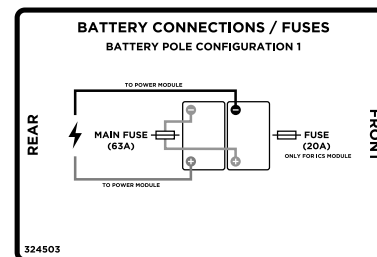 BATTERY CONNECTIONS / FUSES
BATTERY POLE CONFIGURATION 1
TO POWER MODULE
REAR
MAIN FUSE
(63A)
FUSE
(20A)
ONLY FOR ICS MODULE
FRONT
TO POWER MODULE
324503